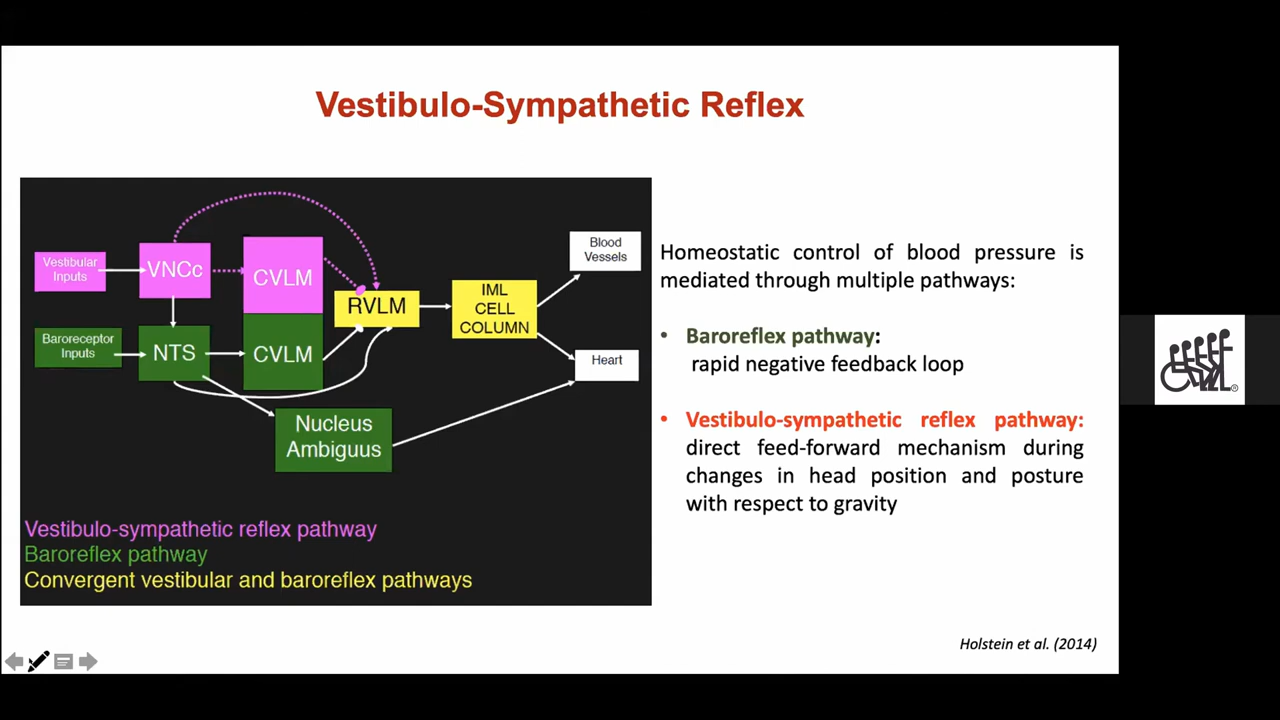 Vestibulo-Sympathetic Reflex
Vestibular
Inputs
VNCc
CVLM
Baroreceptor
Inputs
NTS
CVLM
RVLM
IML
CELL
COLUMN
Blood
Vessels
Heart
Nucleus
Ambiguus
Vestibulo-sympathetic reflex pathway
Baroreflex pathway
Convergent vestibular and baroreflex pathways
Homeostatic control of blood pressure is
mediated through multiple pathways:
• Baroreflex pathway:
rapid negative feedback loop
• Vestibulo-sympathetic reflex pathway:
direct feed-forward mechanism during
changes in head position and posture
with respect to gravity
Holstein et al. (2014)
®